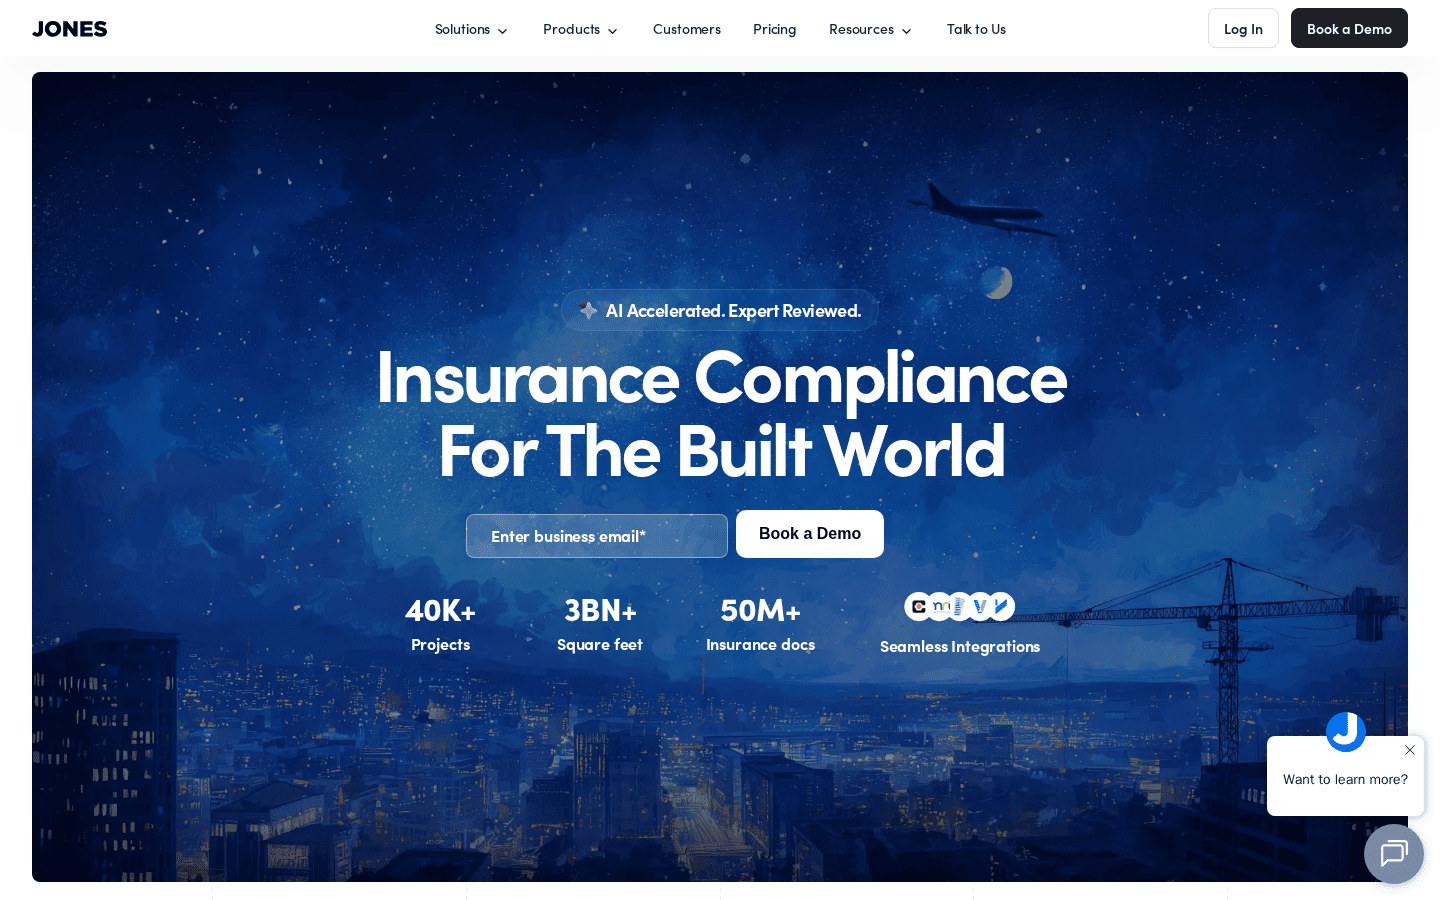 JONES
Solutions
Products
Customers
Pricing
Resources
Talk to Us
Log In
Book a Demo
AI Accelerated. Expert Reviewed.
Insurance Compliance
For The Built World
Enter business email*
Book a Demo
40K+
Projects
3BN+
Square feet
50M+
Insurance docs
Seamless Integrations
Want to learn more?